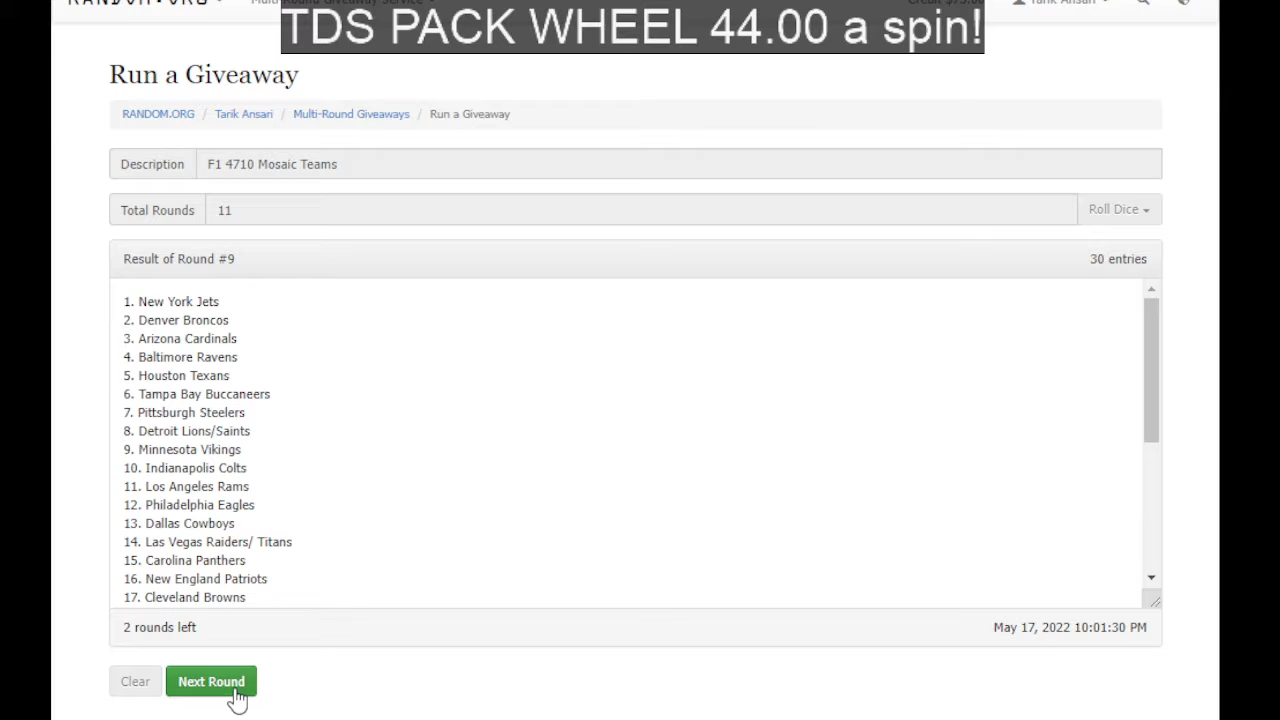 TDS PACK WHEEL 44.00 a spin!
Run a Giveaway
RANDOM.ORG / Tarik Ansari / Multi-Round Giveaways / Run a Giveaway
Description F1 4710 Mosaic Teams
Total Rounds 11 Roll Dice
Result of Round #9 30 entries
1. New York Jets
2. Denver Broncos
3. Arizona Cardinals
4. Baltimore Ravens
5. Houston Texans
6. Tampa Bay Buccaneers
7. Pittsburgh Steelers
8. Detroit Lions/Saints
9. Minnesota Vikings
10. Indianapolis Colts
11. Los Angeles Rams
12. Philadelphia Eagles
13. Dallas Cowboys
14. Las Vegas Raiders/ Titans
15. Carolina Panthers
16. New England Patriots
17. Cleveland Browns
2 rounds left May 17, 2022 10:01:30 PM
Clear Next Round